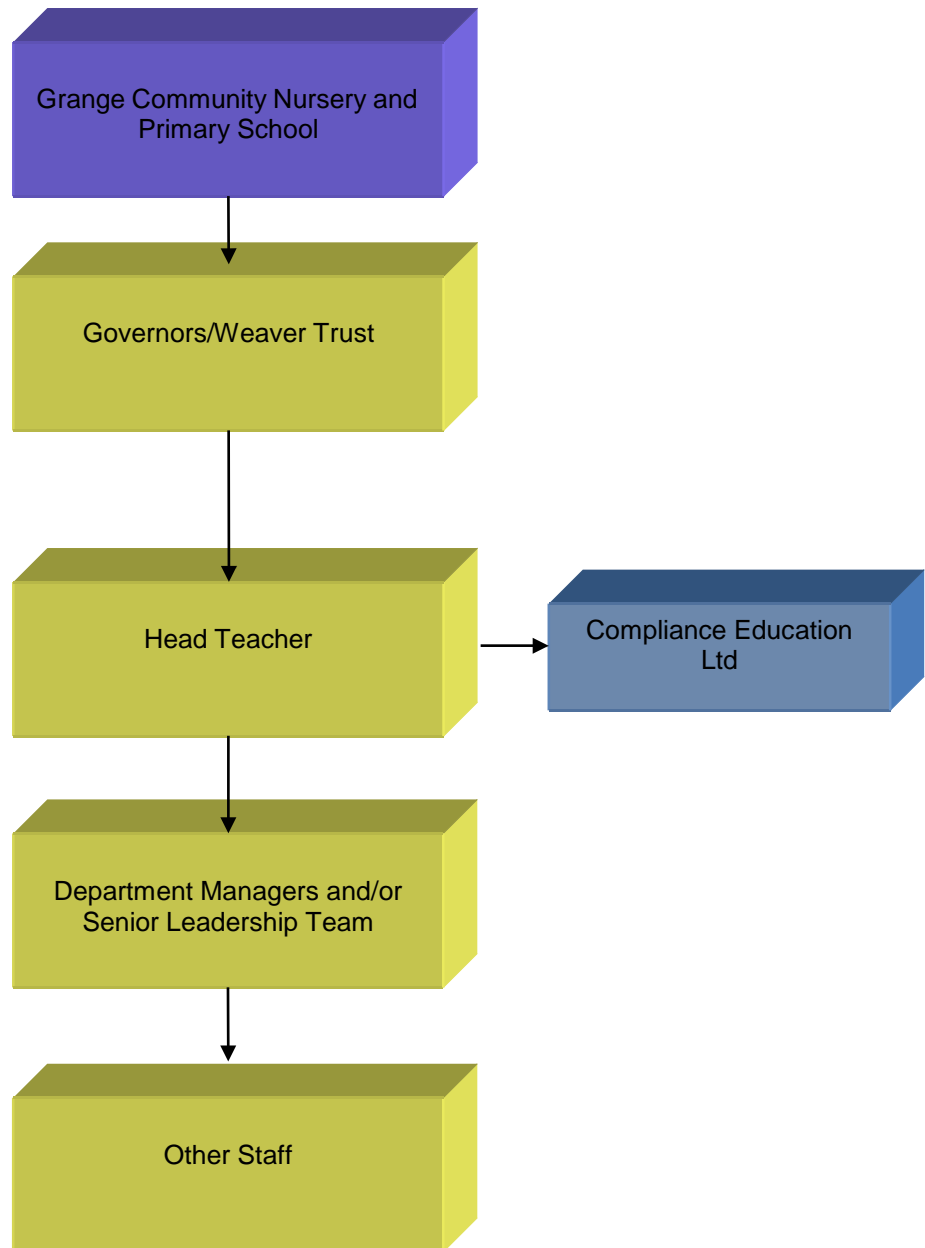 Grange Community Nursery and
Primary School
Governors/Weaver Trust
Head Teacher
Compliance Education
Ltd
Department Managers and/or
Senior Leadership Team
Other Staff